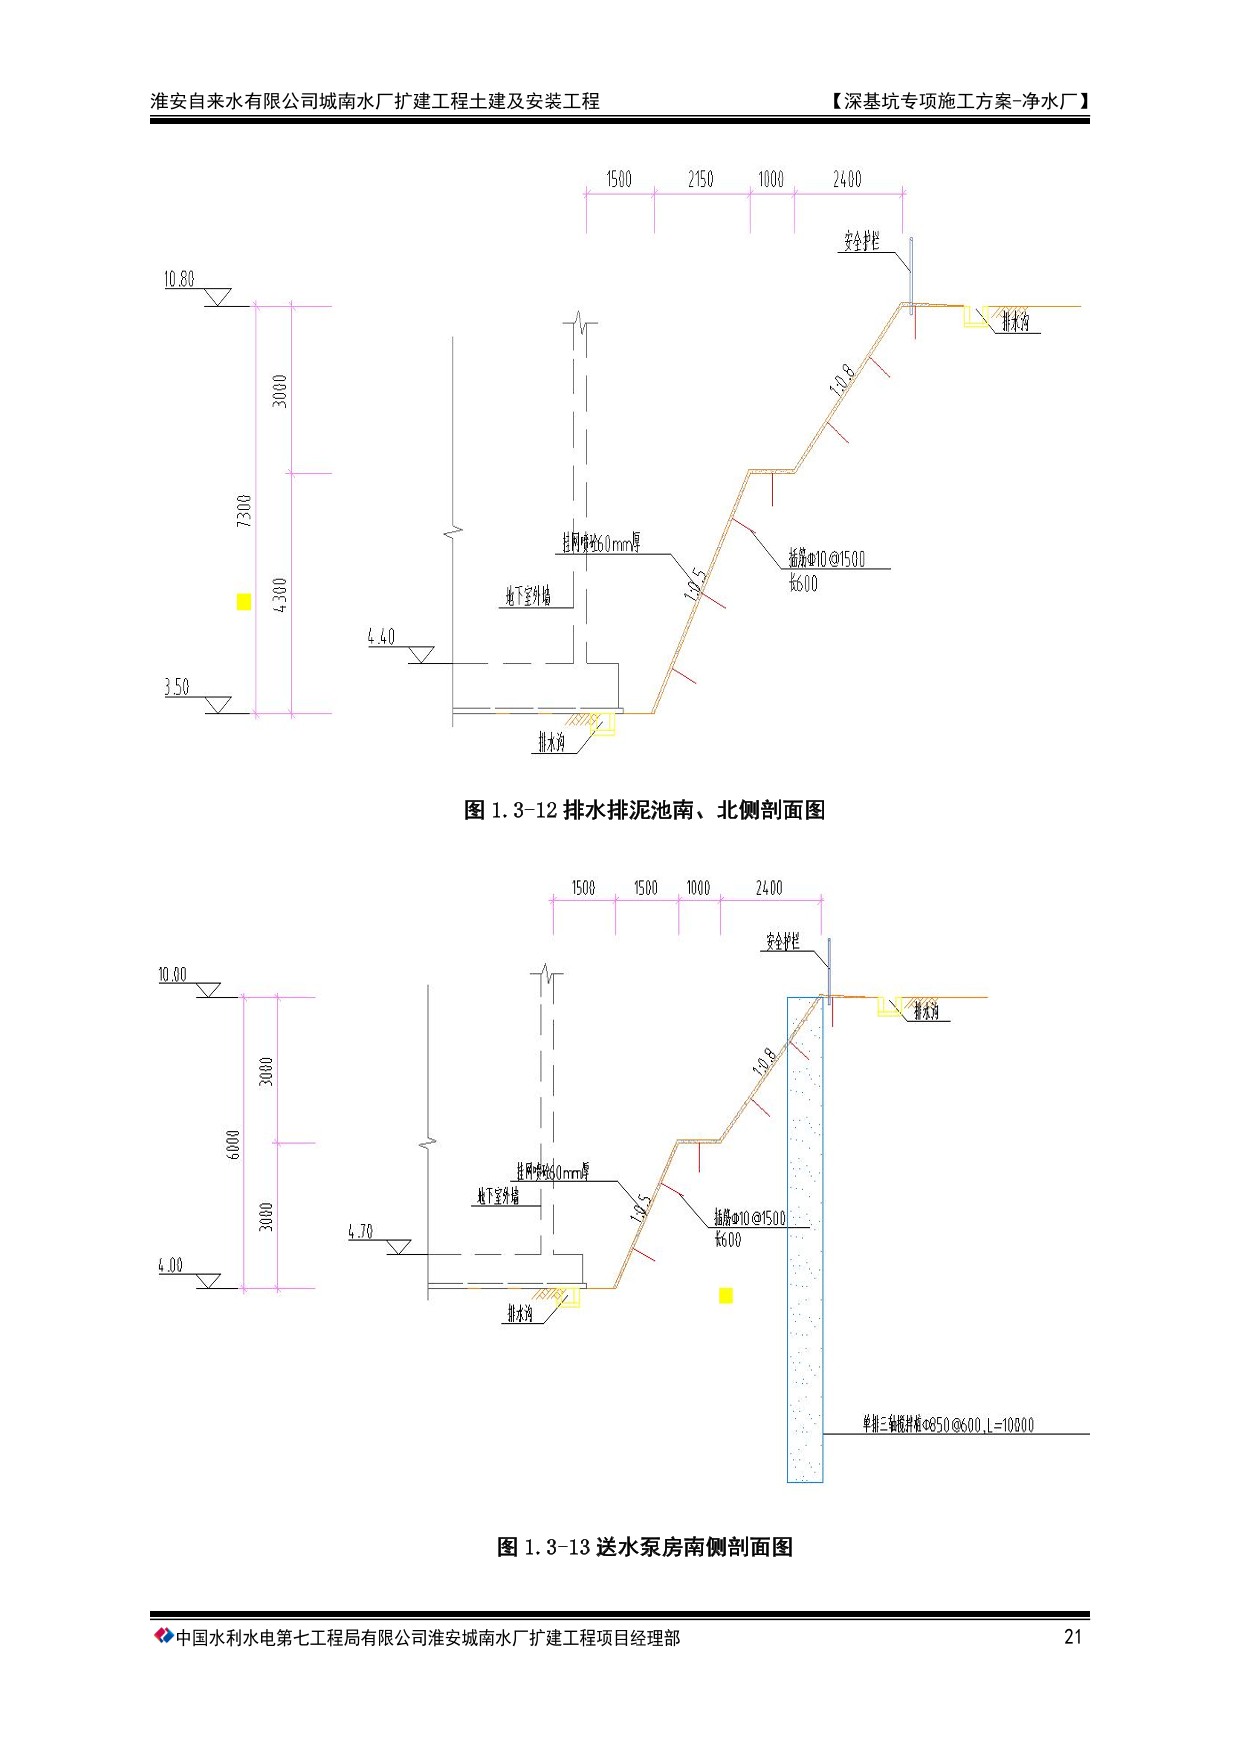 淮安自来水有限公司城南水厂扩建工程土建及安装工程 【深基坑专项施工方案-净水厂】
1500 2150 1000 2400
安全护栏
10.80
排水沟
3000
1:0.8
7300
挂网喷砼60mm厚
插筋Φ10@1500
长600
1:0.5
4300
地下室外墙
4.40
3.50
排水沟
图 1.3-12 排水排泥池南、北侧剖面图
1500 1500 1000 2400
安全护栏
10.00
排水沟
3000
1:0.8
6000
挂网喷砼60mm厚
地下室外墙
1:0.5
3000
插筋Φ10@1500
长600
4.70
4.00
排水沟
单排三轴搅拌桩Φ850@600,L=10000
图 1.3-13 送水泵房南侧剖面图
中国水利水电第七工程局有限公司淮安城南水厂扩建工程项目经理部 21